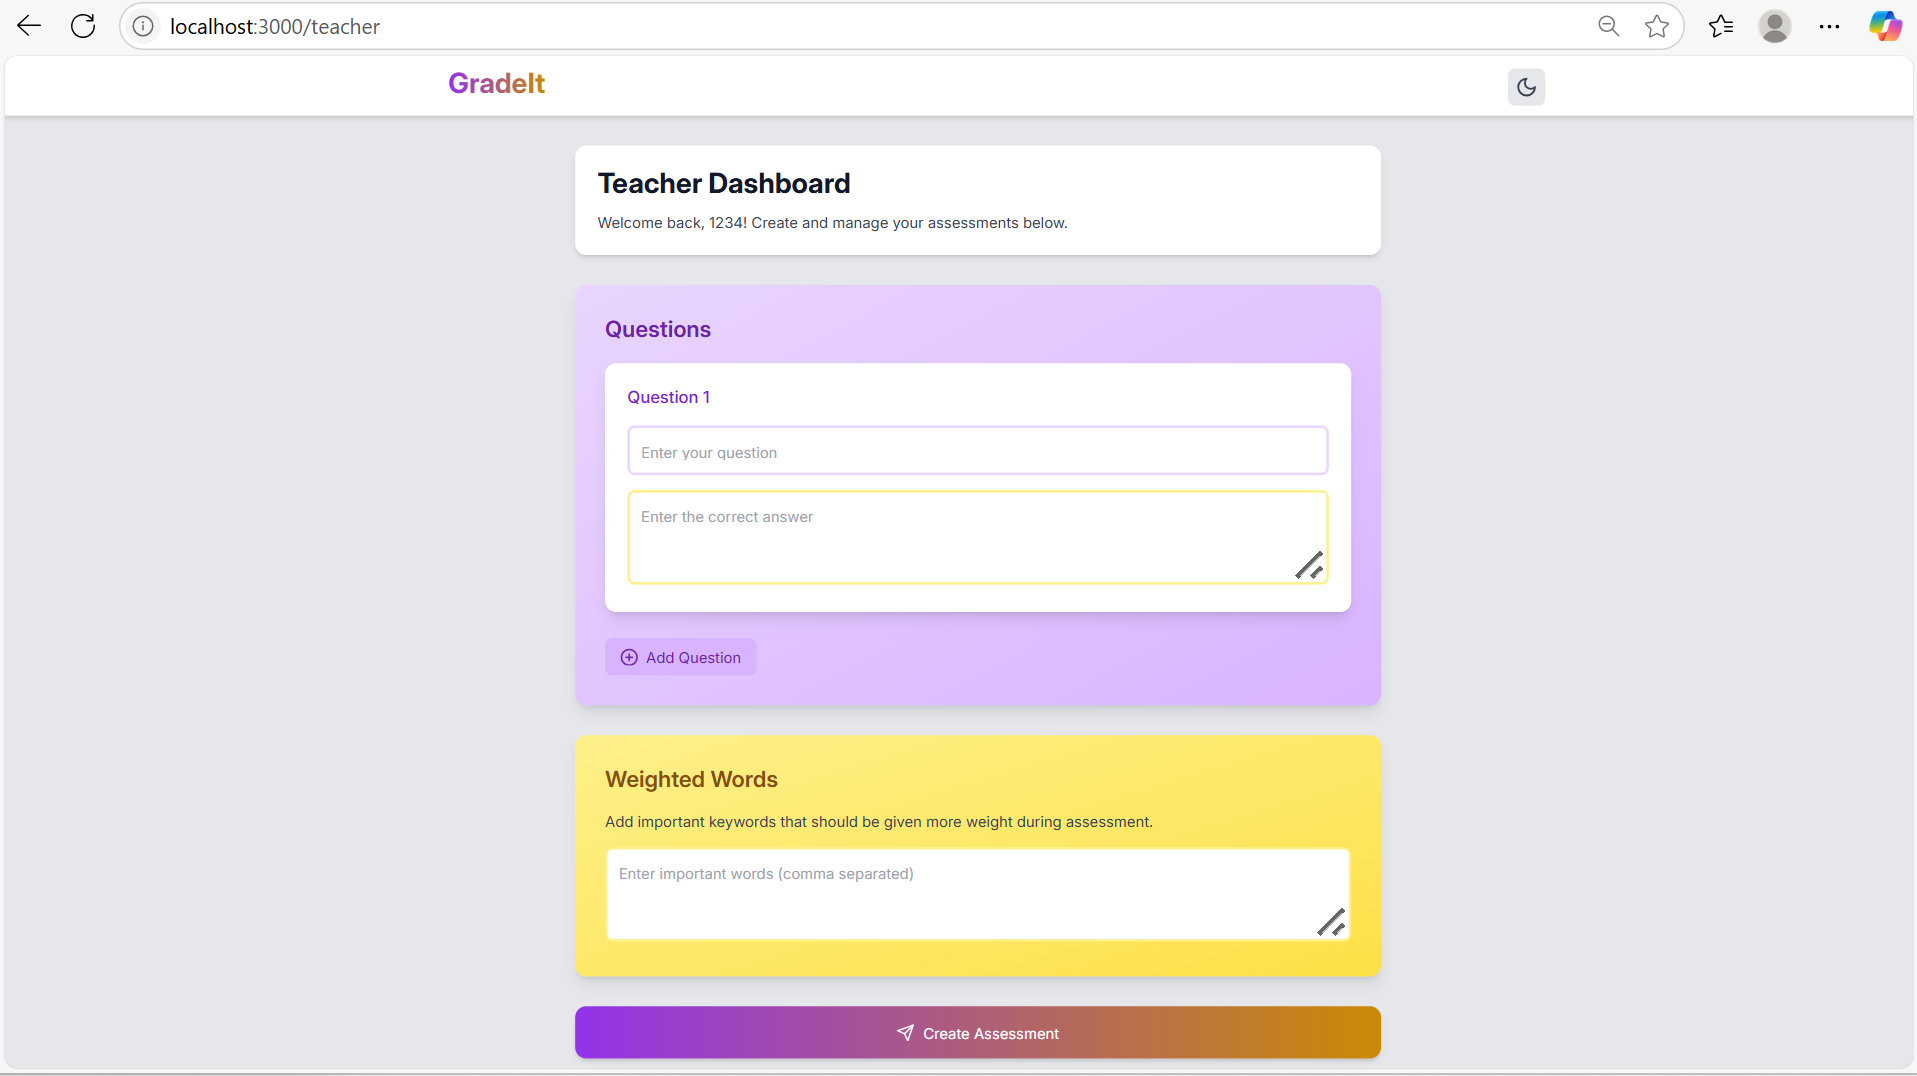 localhost:3000/teacher
GradeIt
Teacher Dashboard
Welcome back, 1234! Create and manage your assessments below.
Questions
Question 1
Enter your question
Enter the correct answer
Add Question
Weighted Words
Add important keywords that should be given more weight during assessment.
Enter important words (comma separated)
Create Assessment